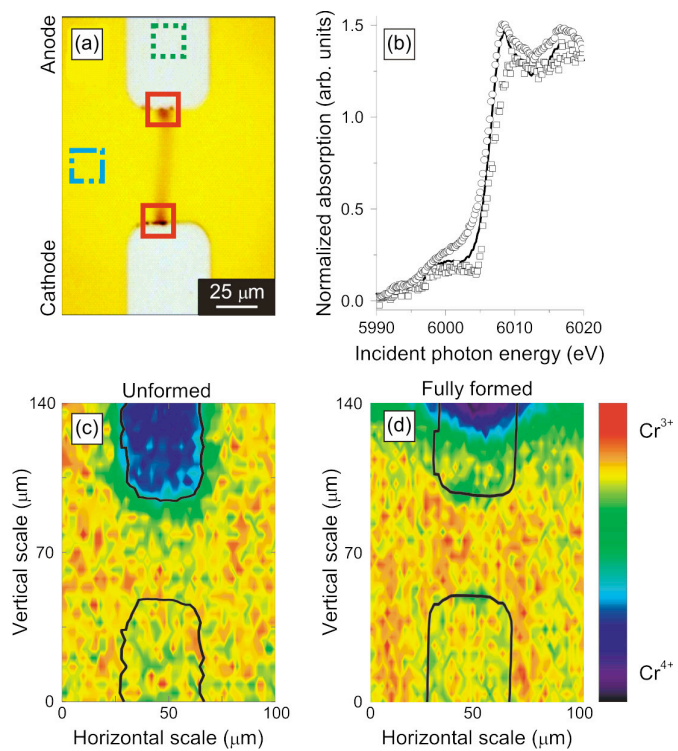 (a)
Anode
Cathode
25 μm
(b)
Normalized absorption (arb. units)
1.5
1.0
0.5
0.0
5990 6000 6010 6020
Incident photon energy (eV)
Unformed
(c)
Vertical scale (μm)
140
70
0
0 50 100
Horizontal scale (μm)
Fully formed
(d)
Vertical scale (μm)
140
70
0
0 50 100
Horizontal scale (μm)
Cr³⁺
Cr⁴⁺